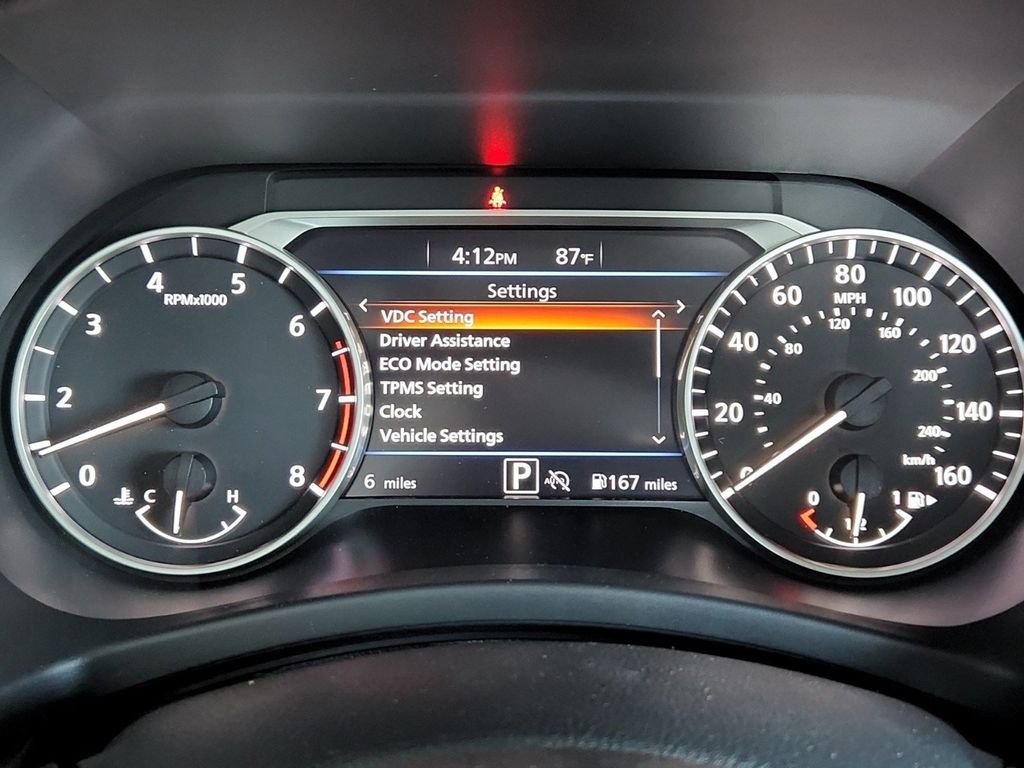 4:12PM 87°F
Settings
VDC Setting
Driver Assistance
ECO Mode Setting
TPMS Setting
Clock
Vehicle Settings
6 miles P AUTO 167 miles
0
2
3
4
5
6
7
8
RPMx1000
C H
0
20
40
60
80
100
120
140
160
MPH
40
80
120
160
200
240
km/h
0 1/2 1